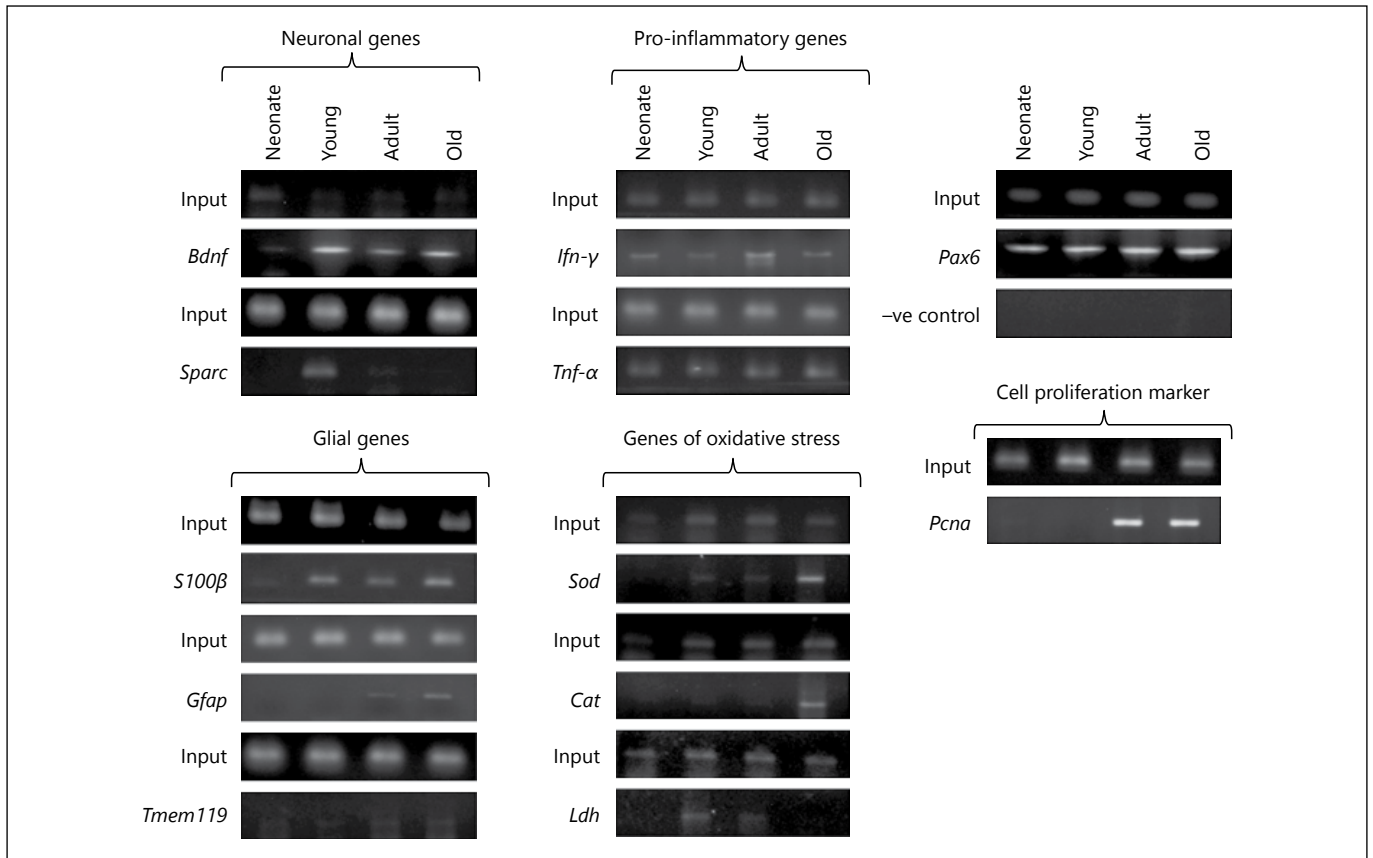 Neuronal genes
Neonate
Young
Adult
Old
Input
Bdnf
Input
Sparc
Glial genes
Input
S100β
Input
Gfap
Input
Tmem119
Pro-inflammatory genes
Neonate
Young
Adult
Old
Input
Ifn-γ
Input
Tnf-α
Genes of oxidative stress
Input
Sod
Input
Cat
Input
Ldh
Neonate
Young
Adult
Old
Input
Pax6
–ve control
Cell proliferation marker
Input
Pcna